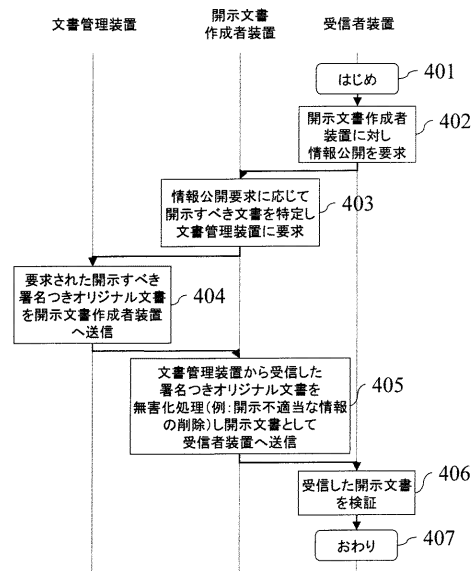 文書管理装置
開示文書
作成者装置
受信者装置
はじめ
401
開示文書作成者
装置に対し
情報公開を要求
402
情報公開要求に応じて
開示すべき文書を特定し
文書管理装置に要求
403
要求された開示すべき
署名つきオリジナル文書
を開示文書作成者装置
へ送信
404
文書管理装置から受信した
署名つきオリジナル文書を
無害化処理(例:開示不適当な情報
の削除)し開示文書として
受信者装置へ送信
405
受信した開示文書
を検証
406
おわり
407